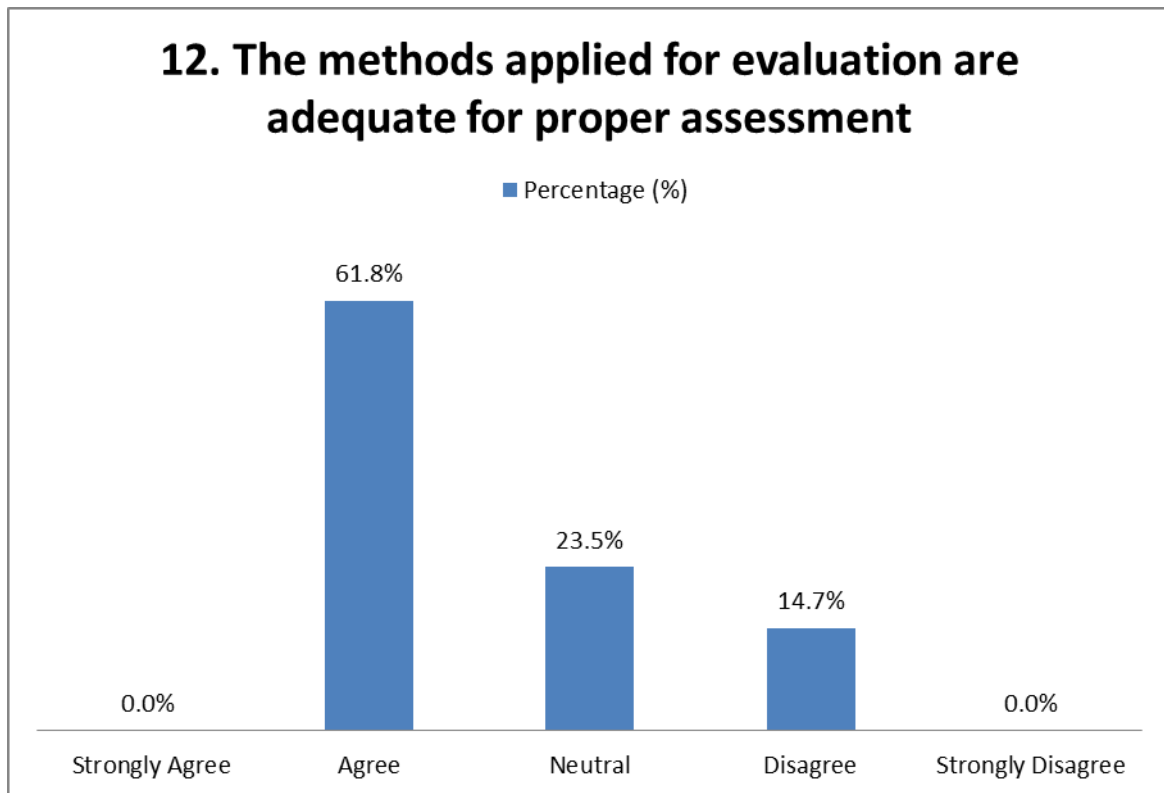 12. The methods applied for evaluation are
adequate for proper assessment
Percentage (%)
61.8%
23.5%
14.7%
0.0%
0.0%
Strongly Agree
Agree
Neutral
Disagree
Strongly Disagree